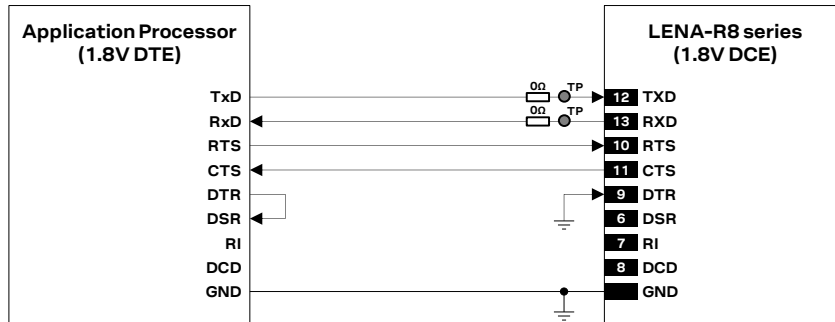 Application Processor
(1.8V DTE)
LENA-R8 series
(1.8V DCE)
TxD 0Ω TP 12 TXD
RxD 0Ω TP 13 RXD
RTS 10 RTS
CTS 11 CTS
DTR 9 DTR
DSR 6 DSR
RI 7 RI
DCD 8 DCD
GND GND